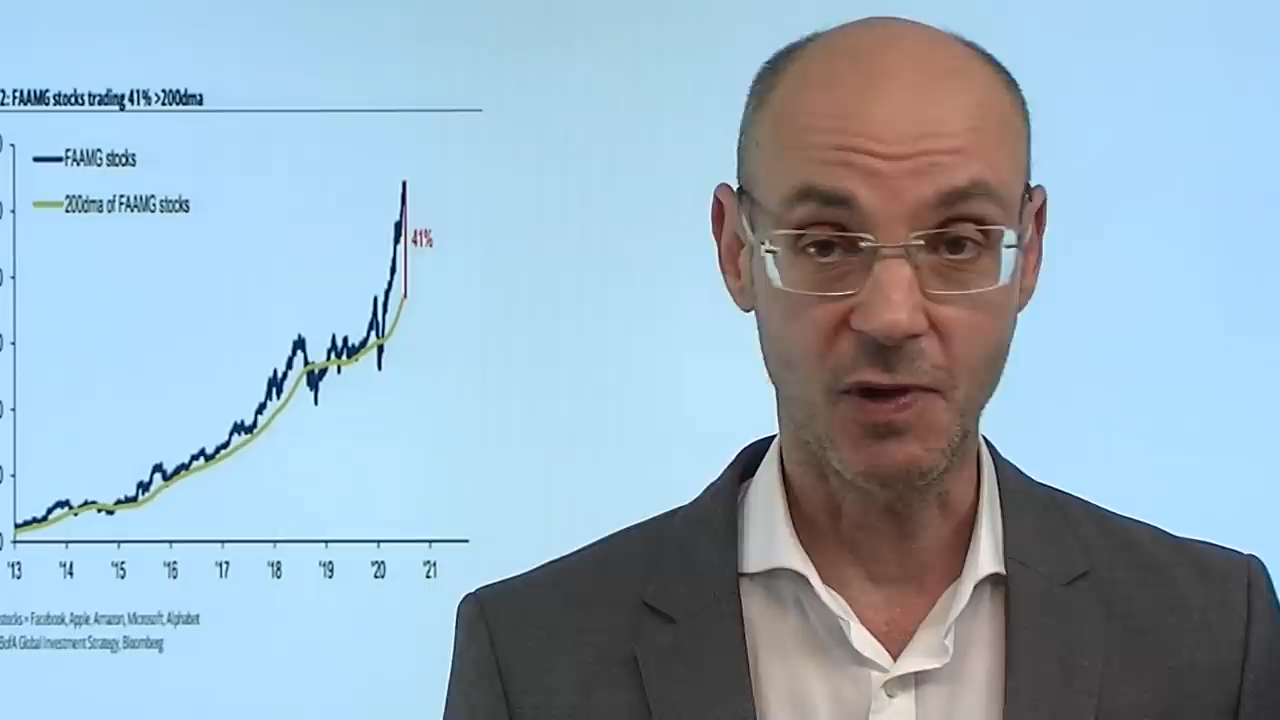 2: FAAMG stocks trading 41% >200dma
FAAMG stocks
200dma of FAAMG stocks
41%
'13 '14 '15 '16 '17 '18 '19 '20 '21
stocks = Facebook, Apple, Amazon, Microsoft, Alphabet
BofA Global Investment Strategy, Bloomberg